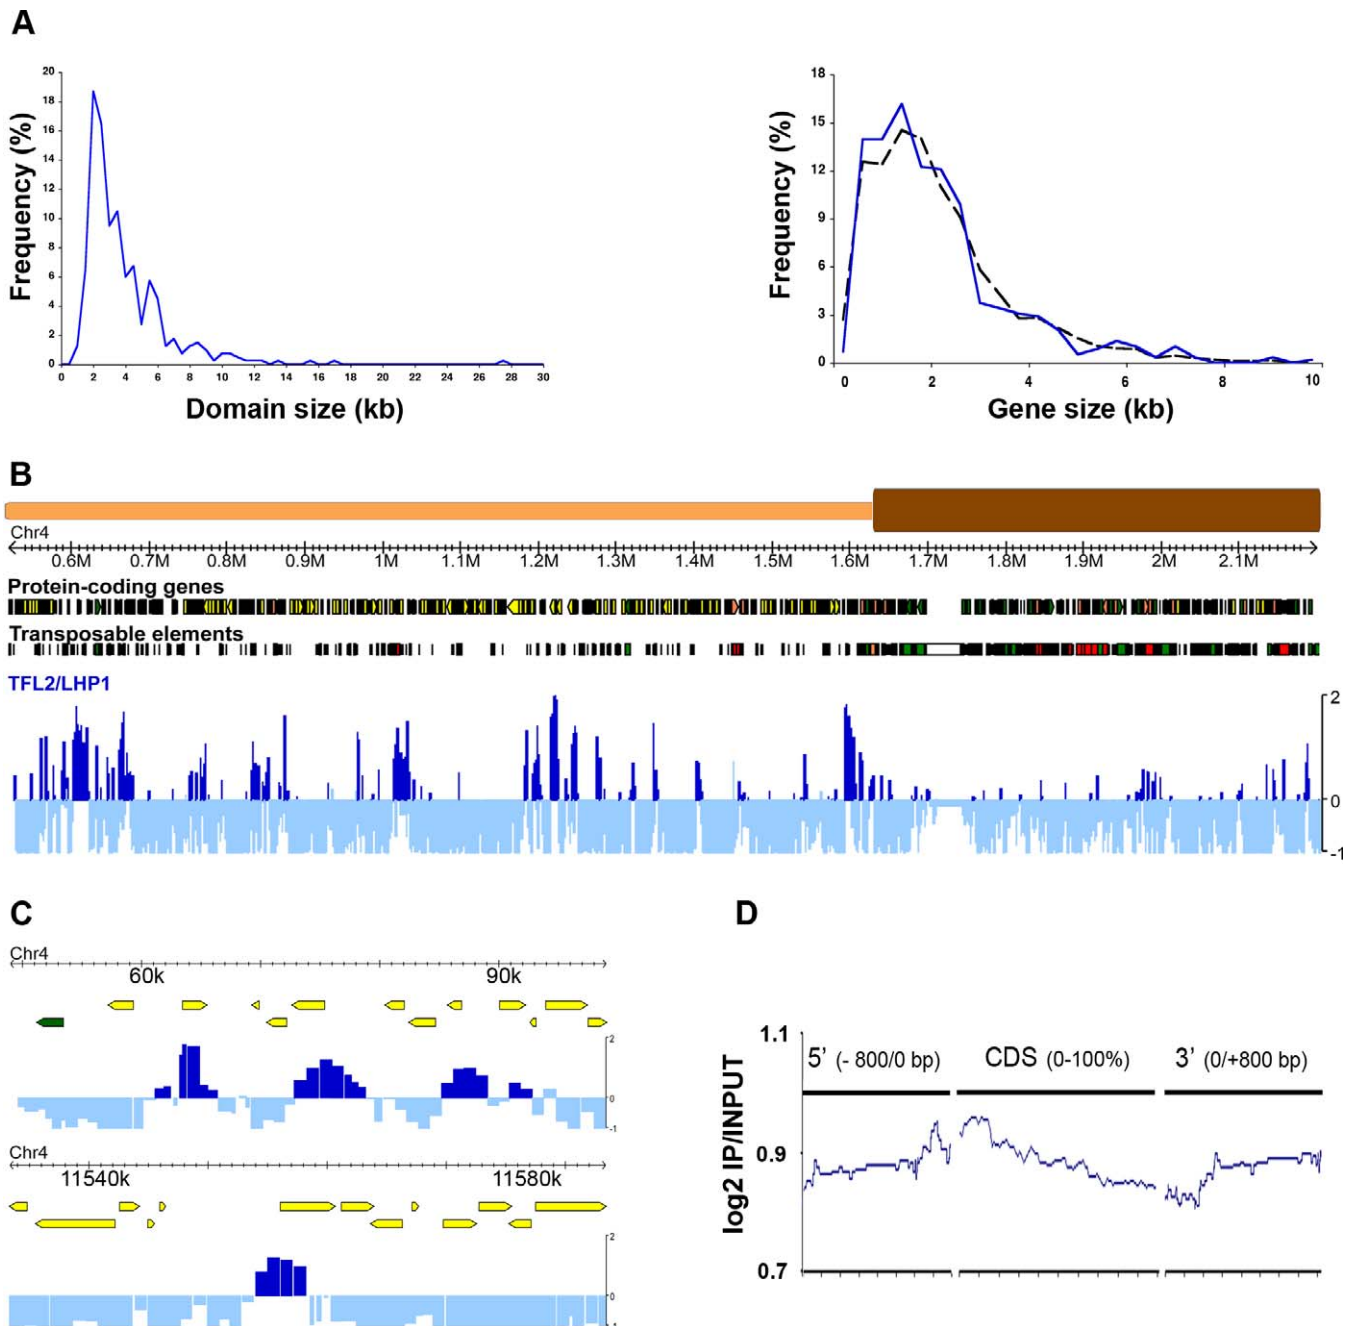 A
Frequency (%)
20
18
16
14
12
10
8
6
4
2
0
0 2 4 6 8 10 12 14 16 18 20 22 24 26 28 30
Domain size (kb)
Frequency (%)
18
15
12
9
6
3
0
0 2 4 6 8 10
Gene size (kb)
B
Chr4
0.6M 0.7M 0.8M 0.9M 1M 1.1M 1.2M 1.3M 1.4M 1.5M 1.6M 1.7M 1.8M 1.9M 2M 2.1M
Protein-coding genes
Transposable elements
TFL2/LHP1
2
0
-1
C
Chr4
60k 90k
2
0
-1
Chr4
11540k 11580k
2
0
D
log2 IP/INPUT
1.1
0.9
0.7
5' (- 800/0 bp) CDS (0-100%) 3' (0/+800 bp)